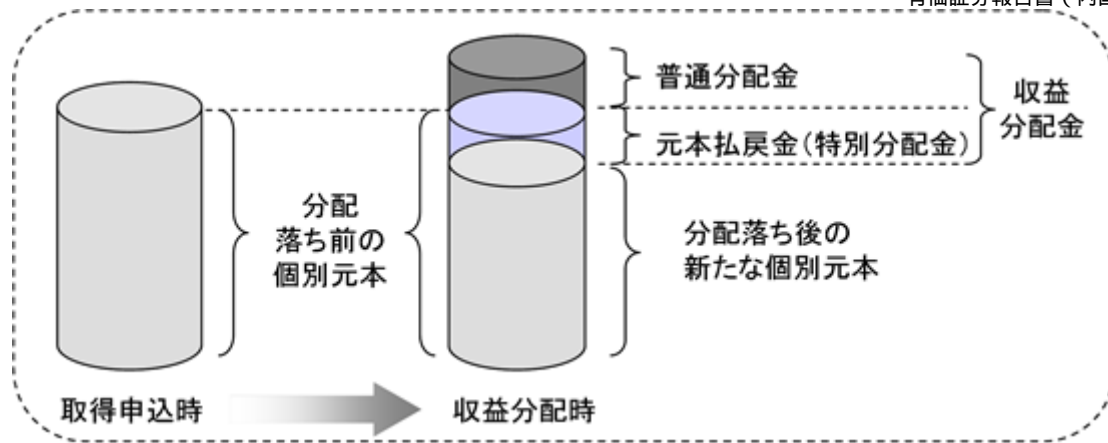 普通分配金
元本払戻金(特別分配金)
収益
分配金
分配
落ち前の
個別元本
分配落ち後の
新たな個別元本
取得申込時
収益分配時